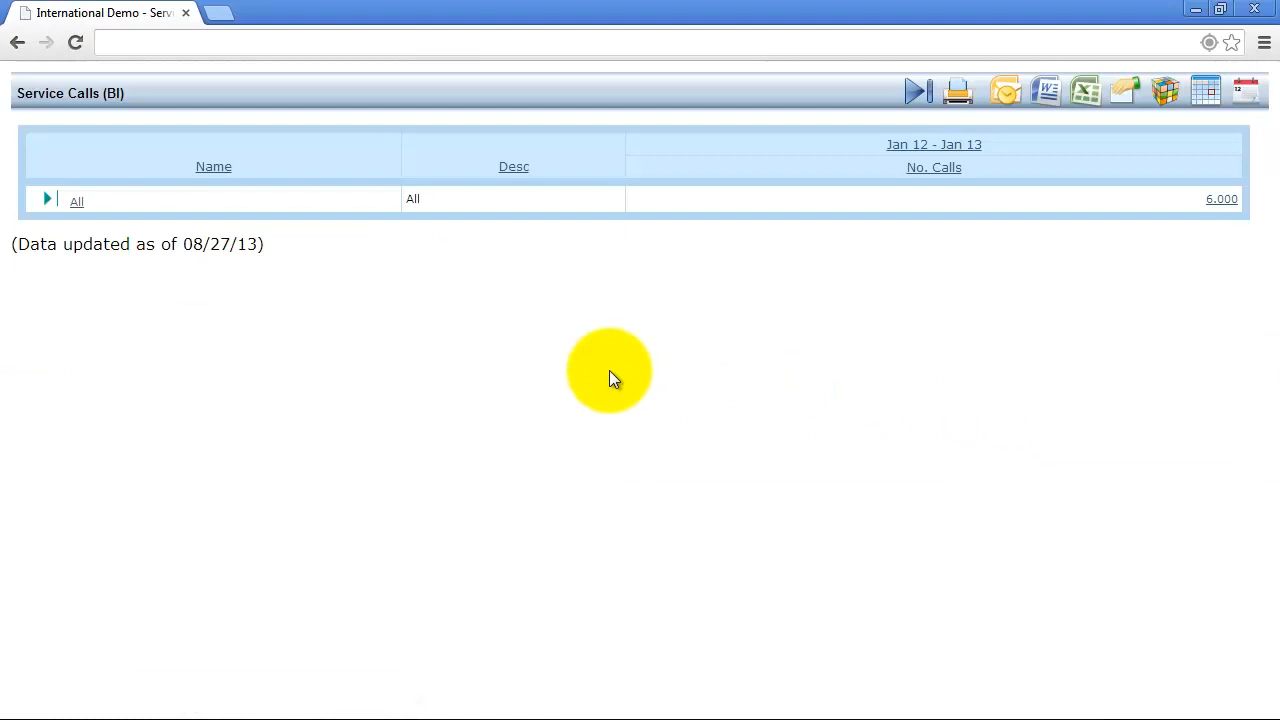 International Demo - Serv
Service Calls (BI)
12
Name
Desc
Jan 12 - Jan 13
No. Calls
All
All
6.000
(Data updated as of 08/27/13)